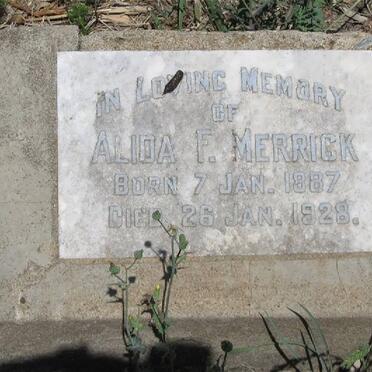 IN LOVING MEMORY
OF
ALIDA F. MERRICK
BORN 7 JAN. 1887
DIED 26 JAN. 1928.